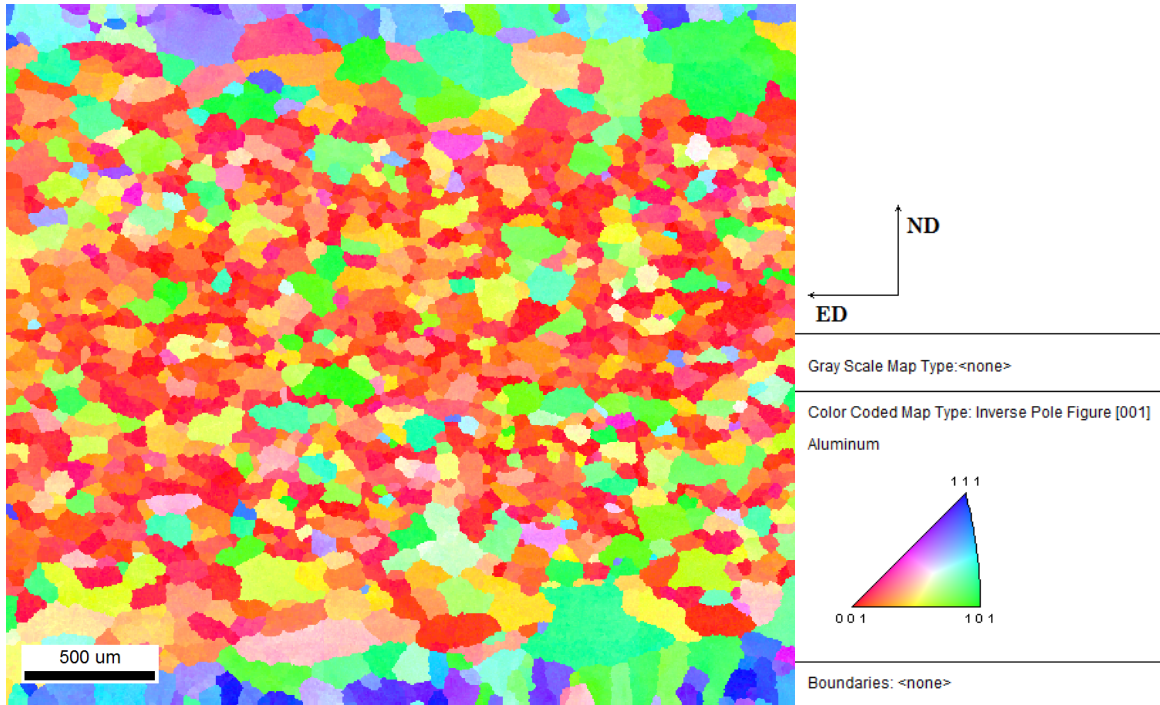 ND
ED
Gray Scale Map Type:<none>
Color Coded Map Type: Inverse Pole Figure [001]
Aluminum
1 1 1
0 0 1
1 0 1
500 um
Boundaries: <none>